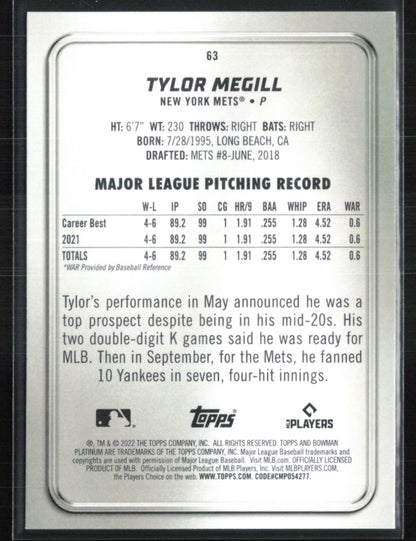 63
TYLOR MEGILL
NEW YORK METS® • P
HT: 6'7" WT: 230 THROWS: RIGHT BATS: RIGHT
BORN: 7/28/1995, LONG BEACH, CA
DRAFTED: METS #8-JUNE, 2018
MAJOR LEAGUE PITCHING RECORD
W-L IP SO CG HR/9 BAA WHIP ERA WAR
Career Best 4-6 89.2 99 1 1.91 .255 1.28 4.52 0.6
2021 4-6 89.2 99 1 1.91 .255 1.28 4.52 0.6
TOTALS 4-6 89.2 99 1 1.91 .255 1.28 4.52 0.6
*WAR Provided by Baseball Reference
Tylor's performance in May announced he was a
top prospect despite being in his mid-20s. His
two double-digit K games said he was ready for
MLB. Then in September, for the Mets, he fanned
10 Yankees in seven, four-hit innings.
topps
MLB PLAYERS
®, TM & © 2022 THE TOPPS COMPANY, INC. ALL RIGHTS RESERVED. TOPPS AND BOWMAN
PLATINUM ARE TRADEMARKS OF THE TOPPS COMPANY, INC. Major League Baseball trademarks and
copyrights are used with permission of Major League Baseball. Visit MLB.com. OFFICIALLY LICENSED
PRODUCT OF MLB. Officially Licensed Product of MLB Players, Inc. Visit MLBPLAYERS.COM,
the Players Choice on the web. WWW.TOPPS.COM. CODE#CMP054277.